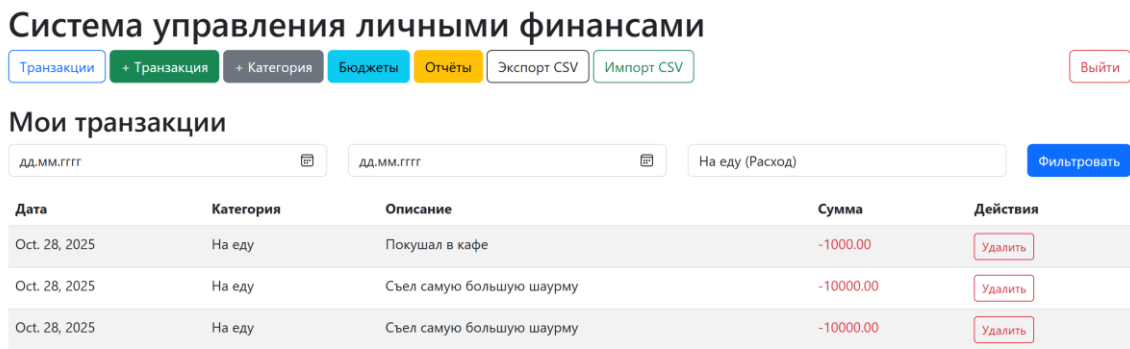 Система управления личными финансами
Транзакции + Транзакция + Категория Бюджеты Отчёты Экспорт CSV Импорт CSV Выйти
Мои транзакции
дд.мм.гггг дд.мм.гггг На еду (Расход) Фильтровать
Дата Категория Описание Сумма Действия
Oct. 28, 2025 На еду Покушал в кафе -1000.00 Удалить
Oct. 28, 2025 На еду Съел самую большую шаурму -10000.00 Удалить
Oct. 28, 2025 На еду Съел самую большую шаурму -10000.00 Удалить